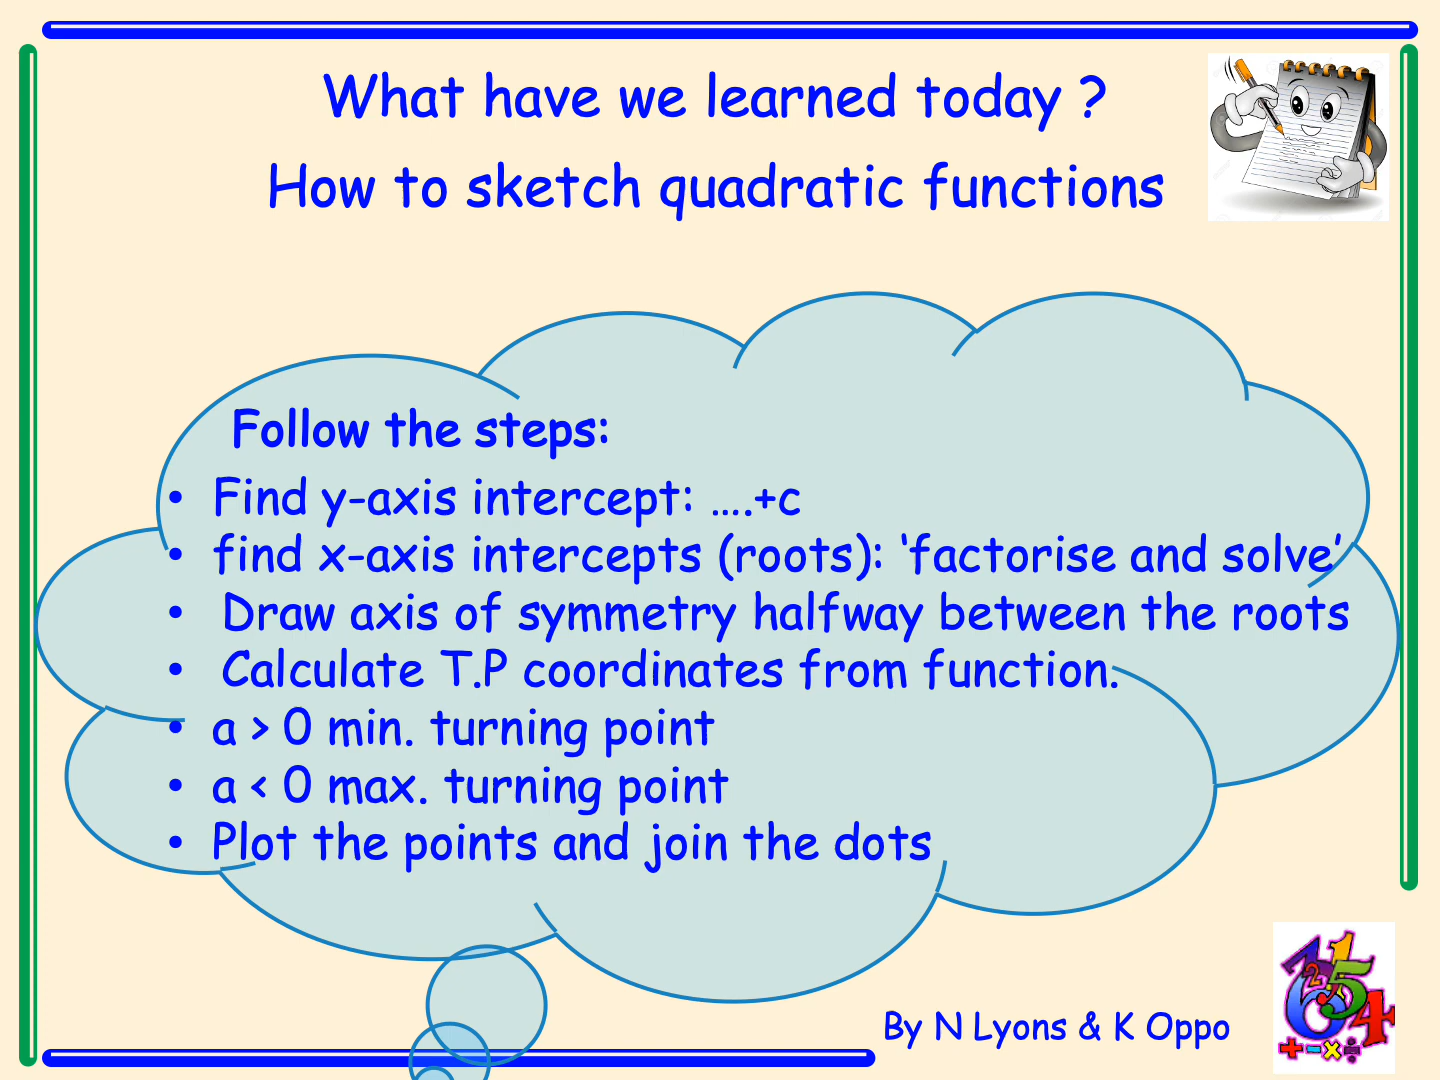 What have we learned today ?
How to sketch quadratic functions
Follow the steps:
• Find y-axis intercept: ….+c
• find x-axis intercepts (roots): ‘factorise and solve’
• Draw axis of symmetry halfway between the roots
• Calculate T.P coordinates from function.
• a > 0 min. turning point
• a < 0 max. turning point
• Plot the points and join the dots
By N Lyons & K Oppo